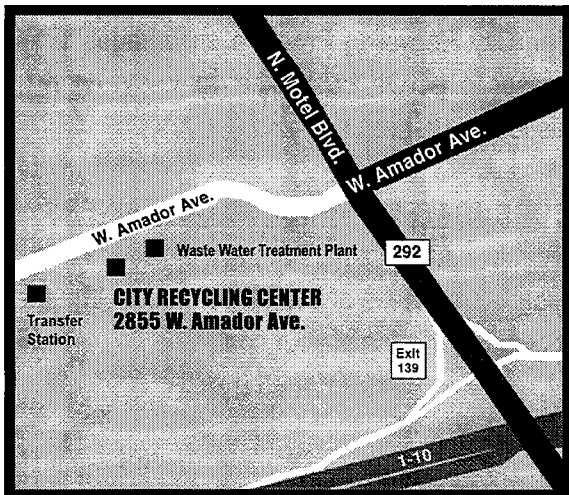 N. Motel Blvd.
W. Amador Ave.
W. Amador Ave.
Waste Water Treatment Plant
292
CITY RECYCLING CENTER
2855 W. Amador Ave.
Transfer
Station
Exit
139
1-10